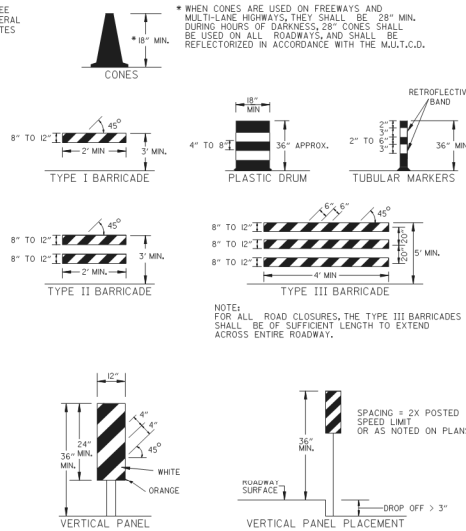 EE
ERAL
TES
* WHEN CONES ARE USED ON FREEWAYS AND
MULTI-LANE HIGHWAYS, THEY SHALL BE 28" MIN.
DURING HOURS OF DARKNESS, 28" CONES SHALL
BE USED ON ALL ROADWAYS, AND SHALL BE
REFLECTORIZED IN ACCORDANCE WITH THE M.U.T.C.D.
* 18" MIN.
CONES
45°
8" TO 12"
2' MIN
3' MIN.
TYPE I BARRICADE
18"
MIN
4" TO 8"
36" APPROX.
PLASTIC DRUM
RETROFLECTIV
BAND
2"
3"
2" TO 6"
3"
36" MIN
TUBULAR MARKERS
45°
8" TO 12"
8" TO 12"
2' MIN.
3' MIN.
TYPE II BARRICADE
6" 6"
45°
8" TO 12"
8" TO 12"
8" TO 12"
20"
20"
5' MIN.
4' MIN
TYPE III BARRICADE
NOTE:
FOR ALL ROAD CLOSURES, THE TYPE III BARRICADES
SHALL BE OF SUFFICIENT LENGTH TO EXTEND
ACROSS ENTIRE ROADWAY.
12"
4"
4"
24"
MIN.
36"
MIN.
45°
WHITE
ORANGE
VERTICAL PANEL
36"
MIN.
SPACING = 2X POSTED
SPEED LIMIT
OR AS NOTED ON PLANS
ROADWAY
SURFACE
DROP OFF > 3"
VERTICAL PANEL PLACEMENT